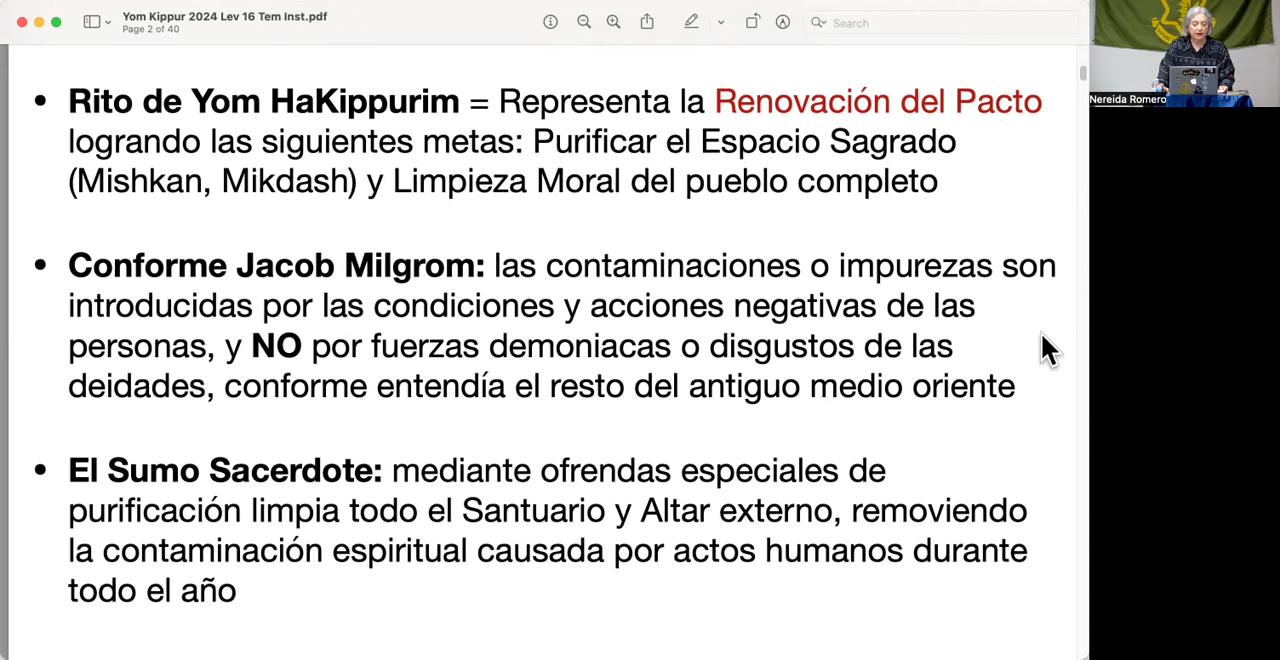 Yom Kippur 2024 Lev 16 Tem Inst.pdf
Page 2 of 40
Search
Nereida Romero
• Rito de Yom HaKippurim = Representa la Renovación del Pacto
logrando las siguientes metas: Purificar el Espacio Sagrado
(Mishkan, Mikdash) y Limpieza Moral del pueblo completo
• Conforme Jacob Milgrom: las contaminaciones o impurezas son
introducidas por las condiciones y acciones negativas de las
personas, y NO por fuerzas demoniacas o disgustos de las
deidades, conforme entendía el resto del antiguo medio oriente
• El Sumo Sacerdote: mediante ofrendas especiales de
purificación limpia todo el Santuario y Altar externo, removiendo
la contaminación espiritual causada por actos humanos durante
todo el año